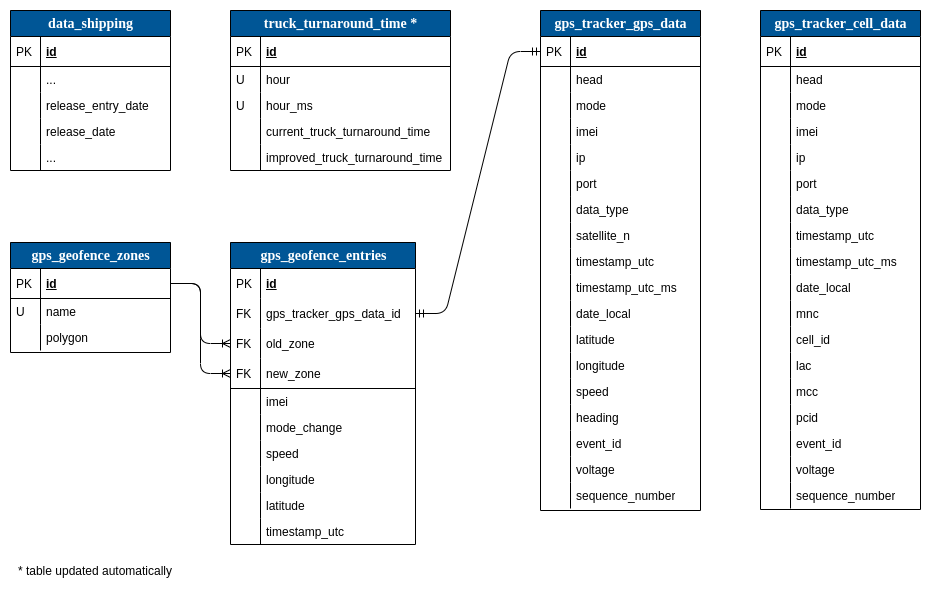 data_shipping
PK id
...
release_entry_date
release_date
...
truck_turnaround_time *
PK id
U hour
U hour_ms
current_truck_turnaround_time
improved_truck_turnaround_time
gps_tracker_gps_data
PK id
head
mode
imei
ip
port
data_type
satellite_n
timestamp_utc
timestamp_utc_ms
date_local
latitude
longitude
speed
heading
event_id
voltage
sequence_number
gps_tracker_cell_data
PK id
head
mode
imei
ip
port
data_type
timestamp_utc
timestamp_utc_ms
date_local
mnc
cell_id
lac
mcc
pcid
event_id
voltage
sequence_number
gps_geofence_zones
PK id
U name
polygon
gps_geofence_entries
PK id
FK gps_tracker_gps_data_id
FK old_zone
FK new_zone
imei
mode_change
speed
longitude
latitude
timestamp_utc
* table updated automatically